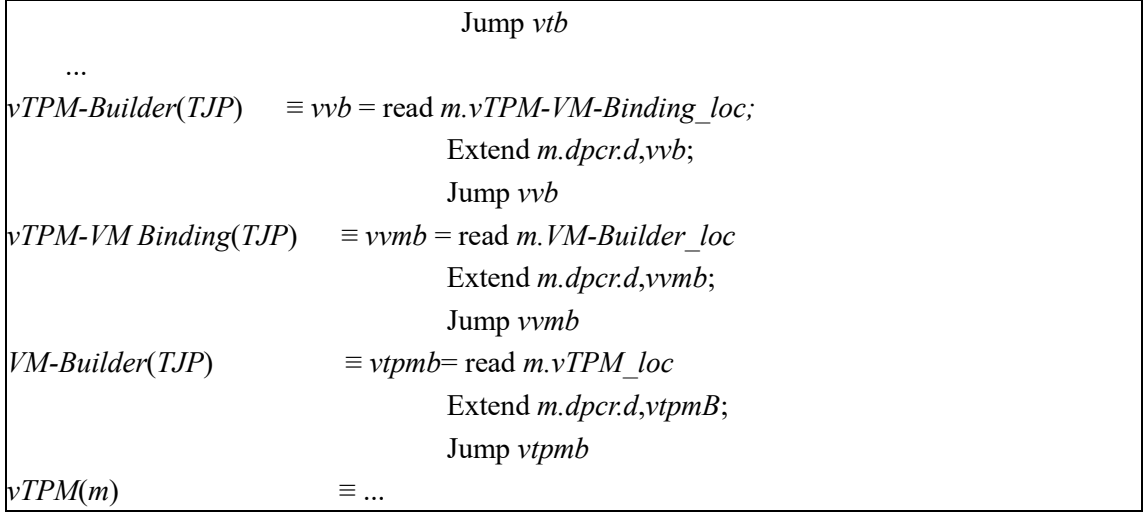 Jump vtb
...
vTPM-Builder(TJP) ≡ vvb = read m.vTPM-VM-Binding_loc;
Extend m.dpcr.d,vvb;
Jump vvb
vTPM-VM Binding(TJP) ≡ vvmb = read m.VM-Builder_loc
Extend m.dpcr.d,vvmb;
Jump vvmb
VM-Builder(TJP) ≡ vtpmb= read m.vTPM_loc
Extend m.dpcr.d,vtpmB;
Jump vtpmb
vTPM(m) ≡ ...